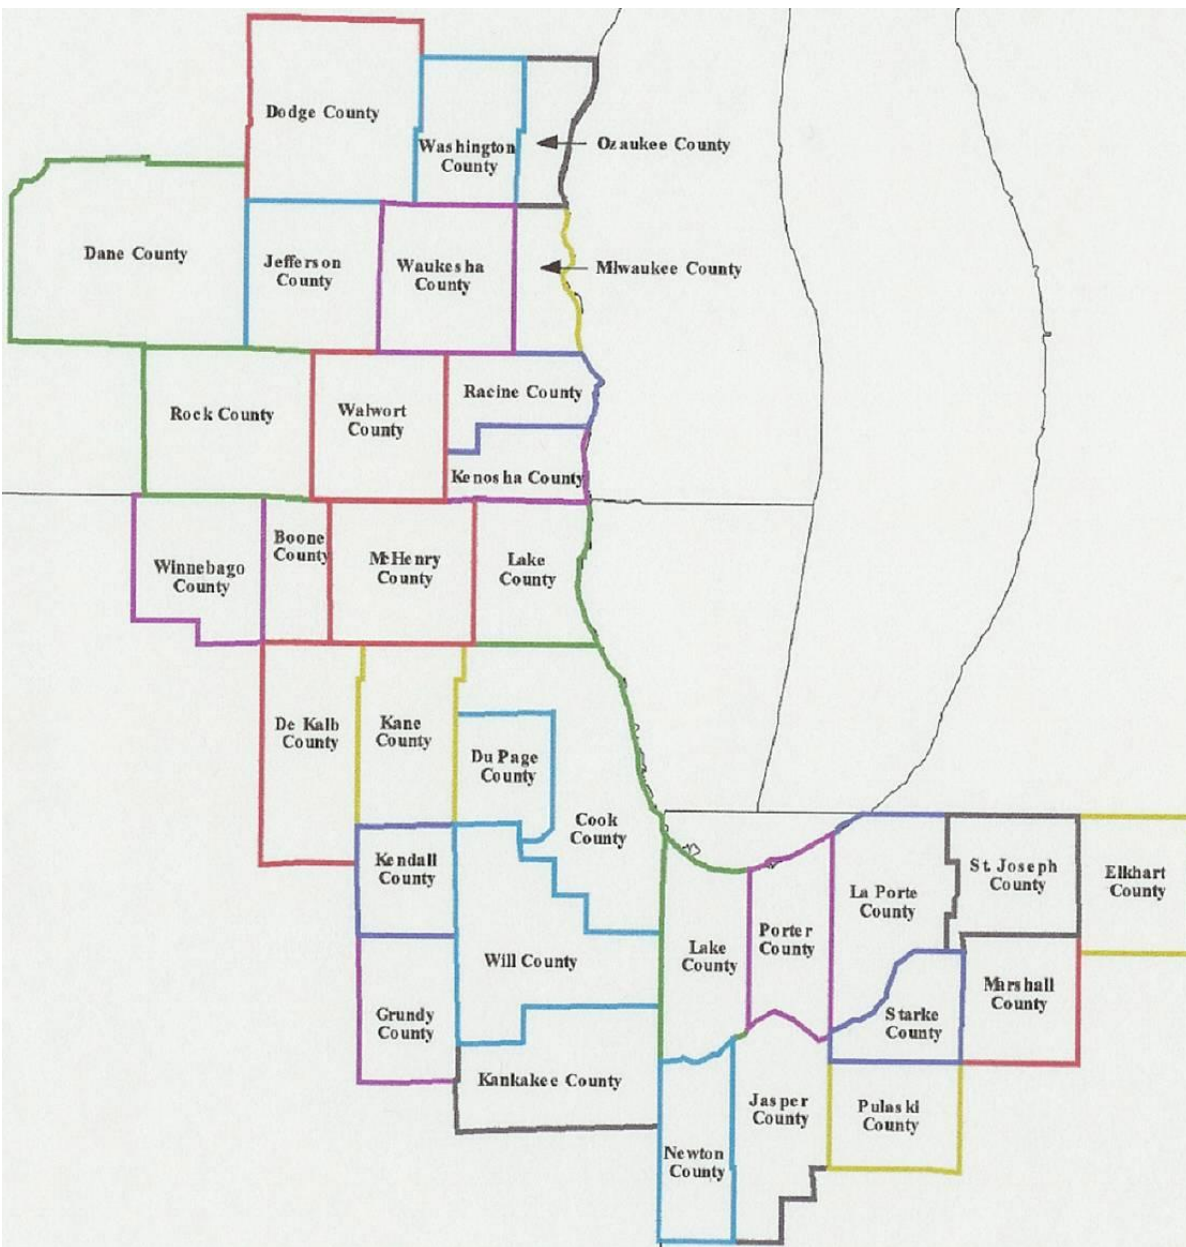 Dodge County
Washington
County
Ozaukee County
Dane County
Jefferson
County
Waukesha
County
Milwaukee County
Rock County
Walwort
County
Racine County
Kenosha County
Winnebago
County
Boone
County
McHenry
County
Lake
County
De Kalb
County
Kane
County
Du Page
County
Cook
County
Kendall
County
Will County
Grundy
County
Kankakee County
Lake
County
Porter
County
La Porte
County
St. Joseph
County
Elkhart
County
Starke
County
Marshall
County
Newton
County
Jasper
County
Pulaski
County